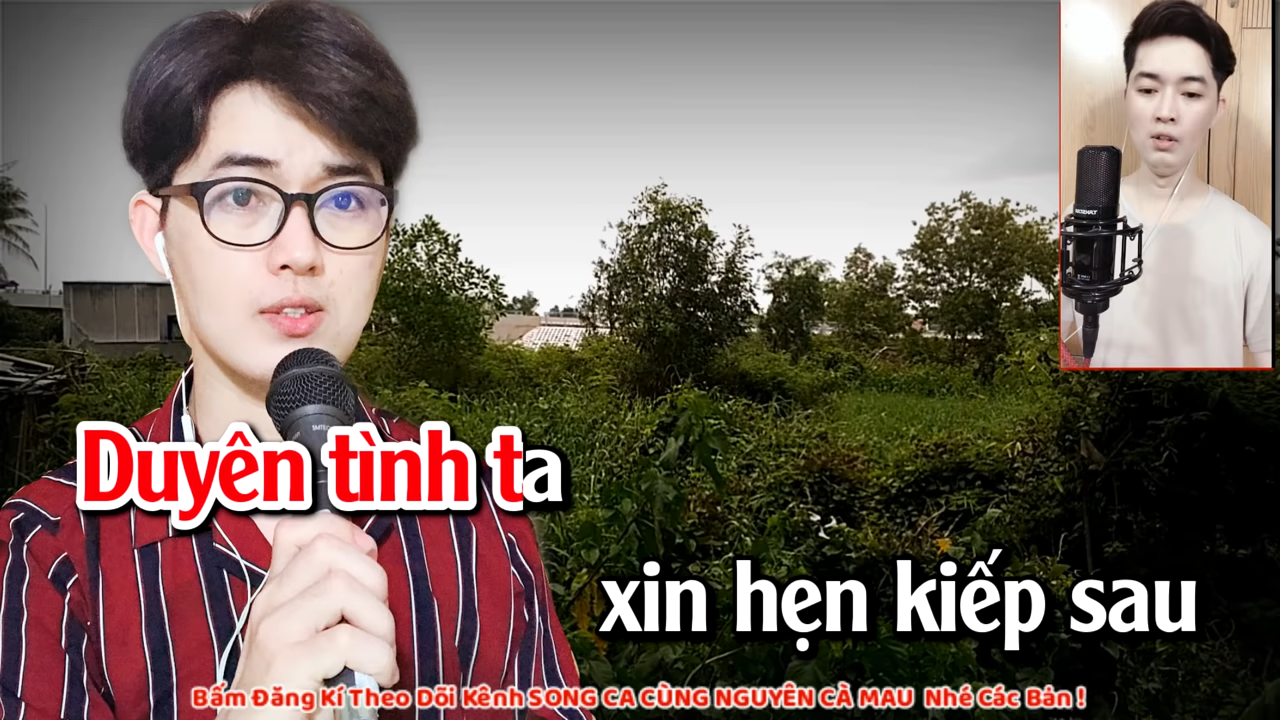 Duyên tình ta
xin hẹn kiếp sau
Bấm Đăng Kí Theo Dõi Kênh SONG CA CÙNG NGUYÊN CÀ MAU Nhé Các Bản !